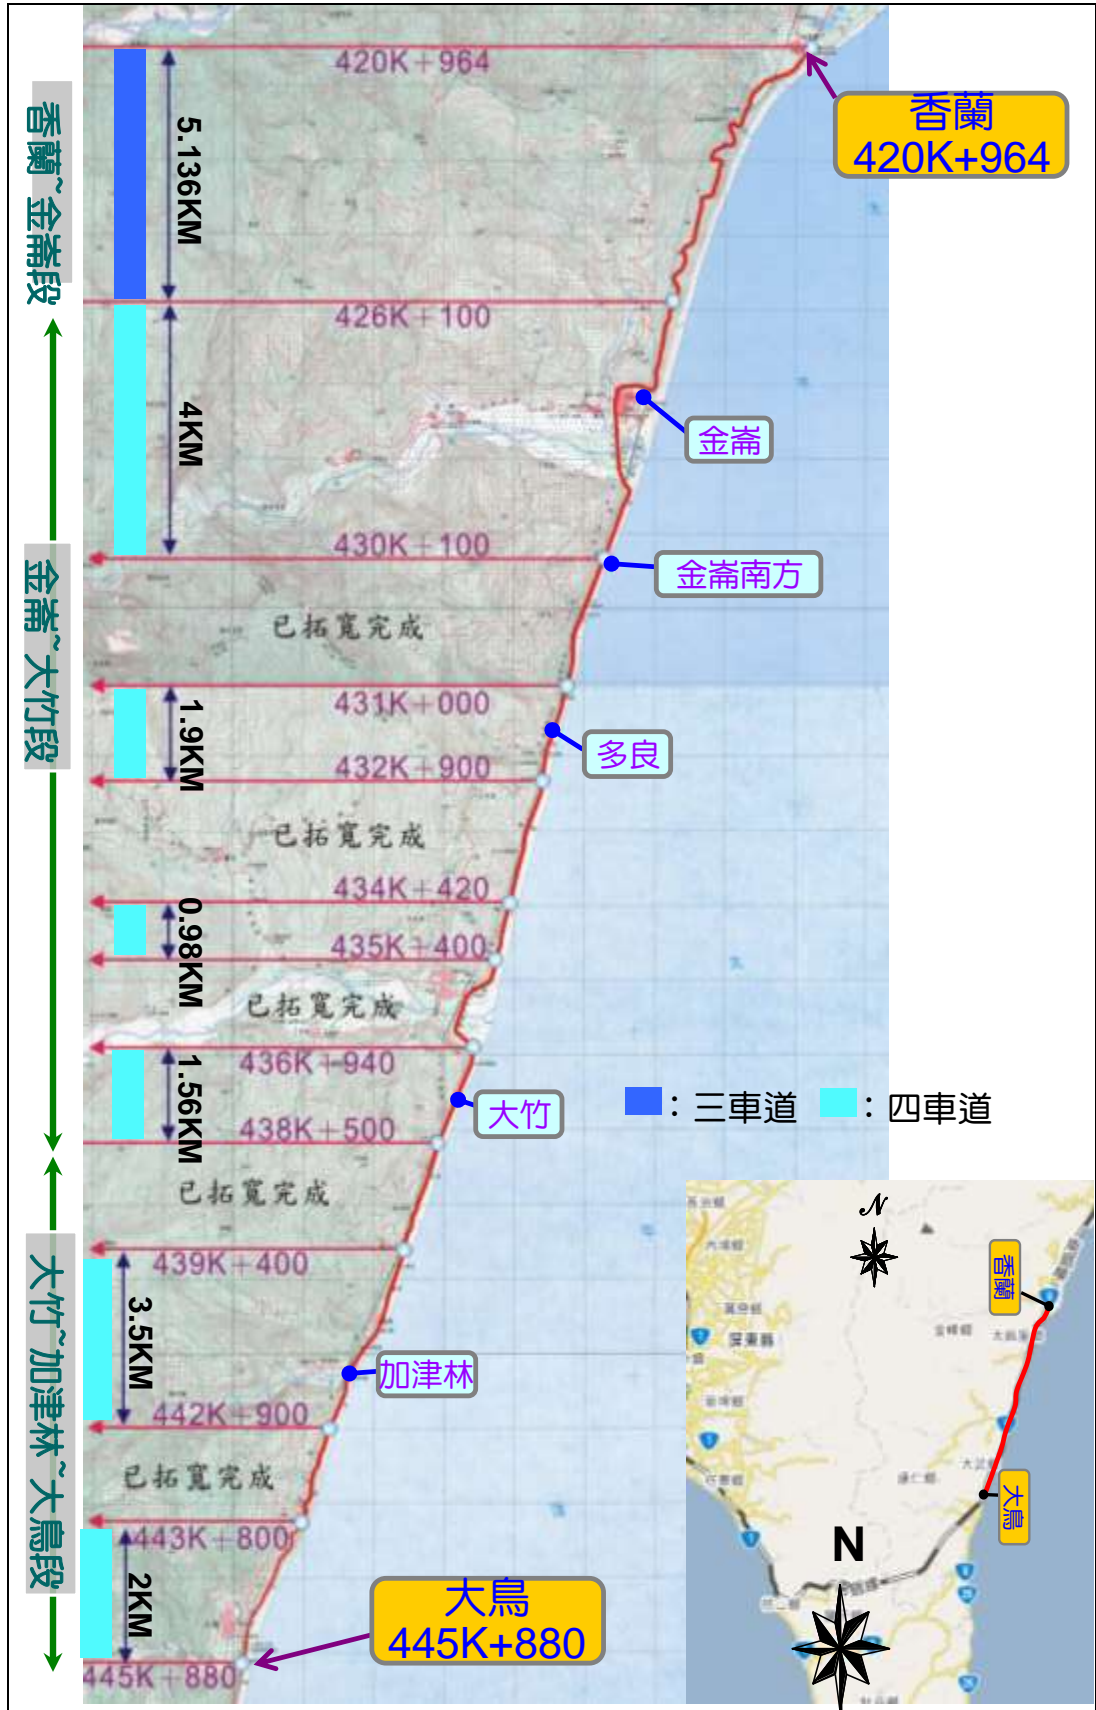 420K+964
香蘭
420K+964
香蘭~金崙段
5.136KM
426K+100
金崙
4KM
430K+100
金崙南方
已拓寬完成
金崙~大竹段
431K+000
1.9KM
多良
432K+900
已拓寬完成
434K+420
0.98KM
435K+400
已拓寬完成
436K+940
1.56KM
大竹
:三車道
:四車道
438K+500
已拓寬完成
439K+400
大竹~加津林~大鳥段
3.5KM
加津林
442K+900
已拓寬完成
443K+800
2KM
大鳥
445K+880
445K+880
N
香蘭
屏東縣
大鳥
N